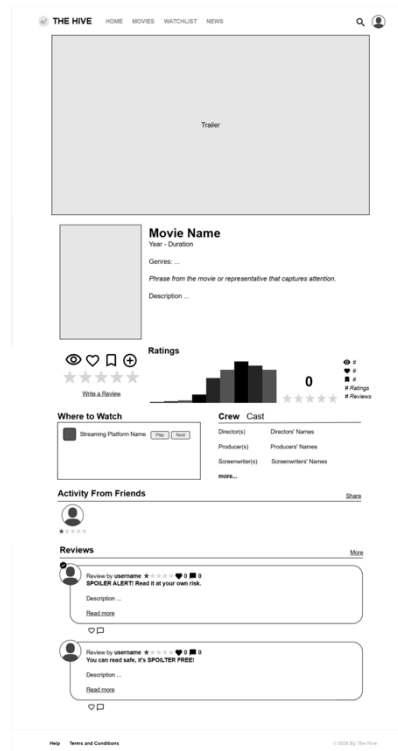 THE HIVE HOME MOVIES WATCHLIST NEWS
Trailer
Movie Name
Year - Duration
Genres: ...
Phrase from the movie or representative that captures attention.
Description ...
Ratings
#
#
#
# Ratings
# Reviews
0
Write a Review
Where to Watch
Streaming Platform Name Play Rent
Crew Cast
Director(s) Directors' Names
Producer(s) Producers' Names
Screenwriter(s) Screenwriters' Names
more...
Activity From Friends Share
Reviews More
Review by username 0 0
SPOILER ALERT! Read it at your own risk.
Description ...
Read more
Review by username 0 0
You can read safe, it's SPOILTER FREE!
Description ...
Read more
Help Terms and Conditions © 2025 By The Hive